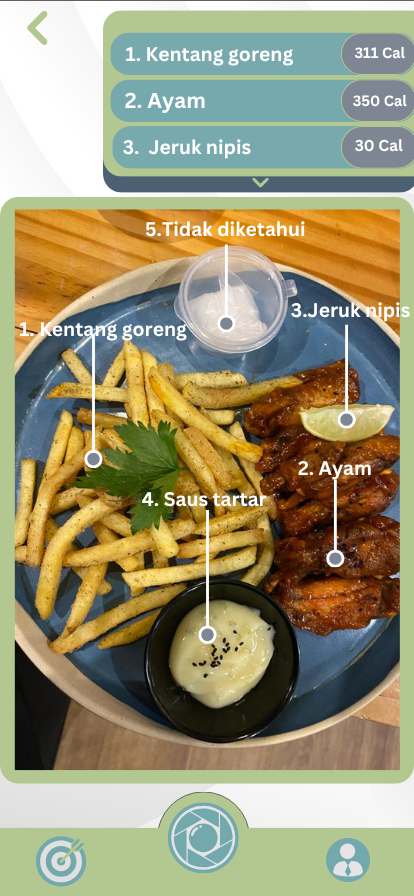 1. Kentang goreng 311 Cal
2. Ayam 350 Cal
3. Jeruk nipis 30 Cal
5.Tidak diketahui
3.Jeruk nipis
1. Kentang goreng
2. Ayam
4. Saus tartar